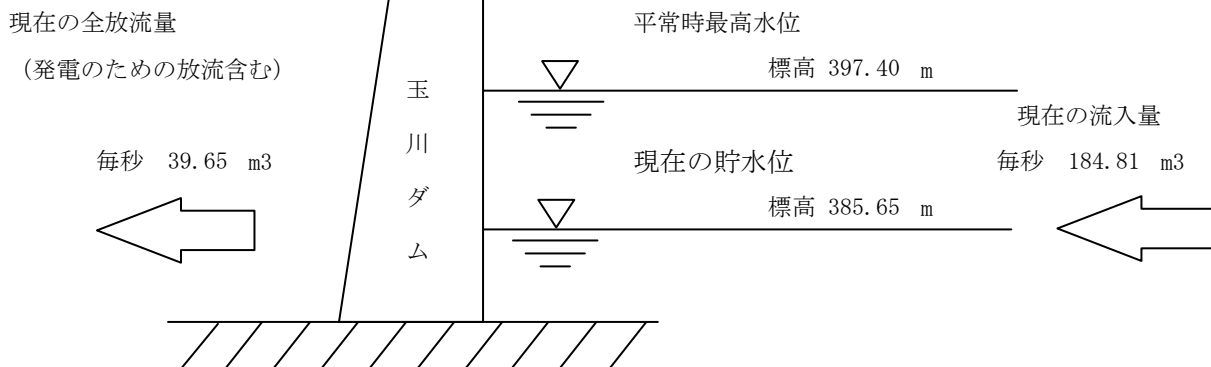 現在の全放流量
（発電のための放流含む）
毎秒 39.65 m3
玉川ダム
平常時最高水位
標高 397.40 m
現在の貯水位
標高 385.65 m
現在の流入量
毎秒 184.81 m3